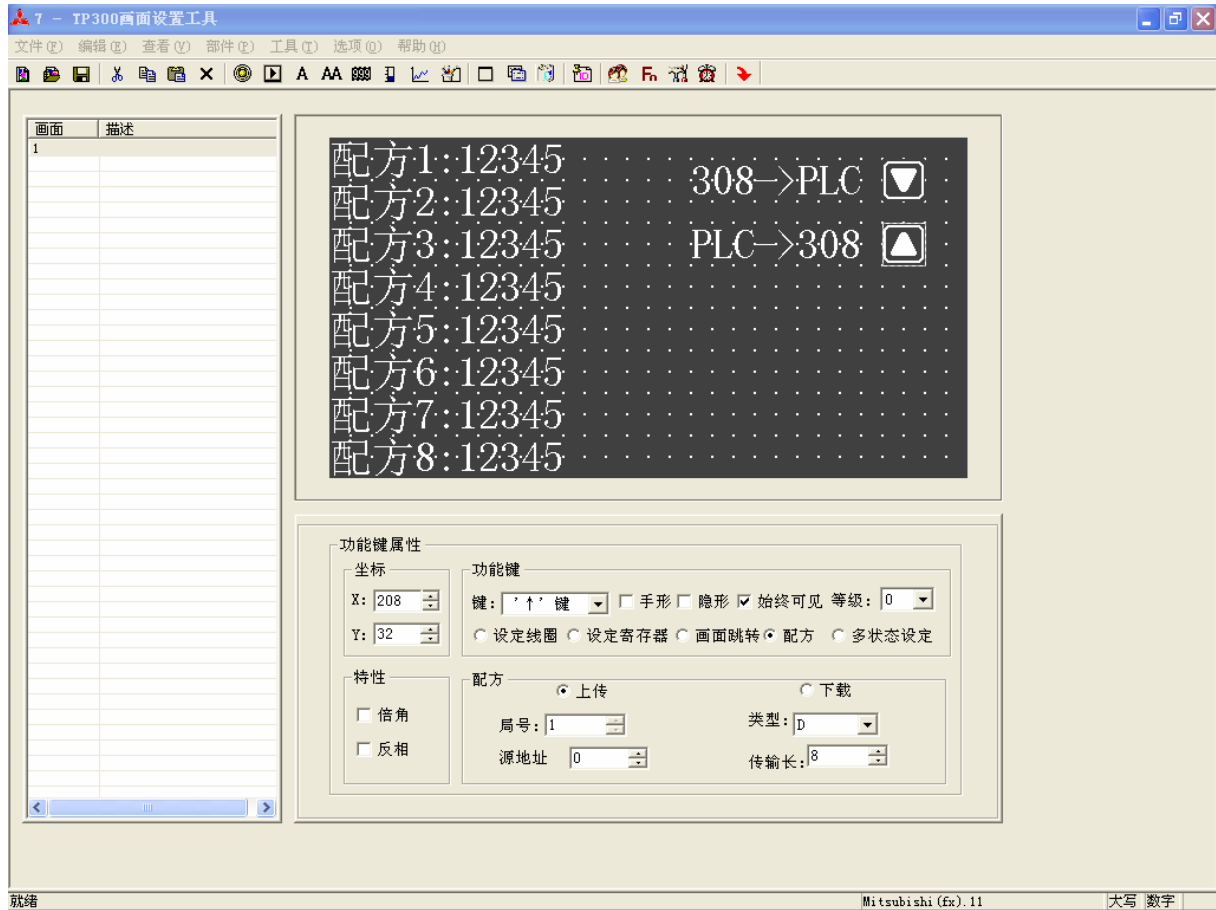 7 - TP300画面设置工具
文件(F) 编辑(E) 查看(V) 部件(P) 工具(T) 选项(O) 帮助(H)
A AA Fn
画面 描述
1
配方1:12345
308->PLC
配方2:12345
配方3:12345
PLC->308
配方4:12345
配方5:12345
配方6:12345
配方7:12345
配方8:12345
功能键属性
坐标
X: 208
Y: 32
功能键
键: '↑' 键 手形 隐形 始终可见 等级: 0
设定线圈 设定寄存器 画面跳转 配方 多状态设定
特性
倍角
反相
配方
上传 下载
局号: 1 类型: D
源地址 0 传输长: 8
就绪 Mitsubishi(fx).11 大写 数字